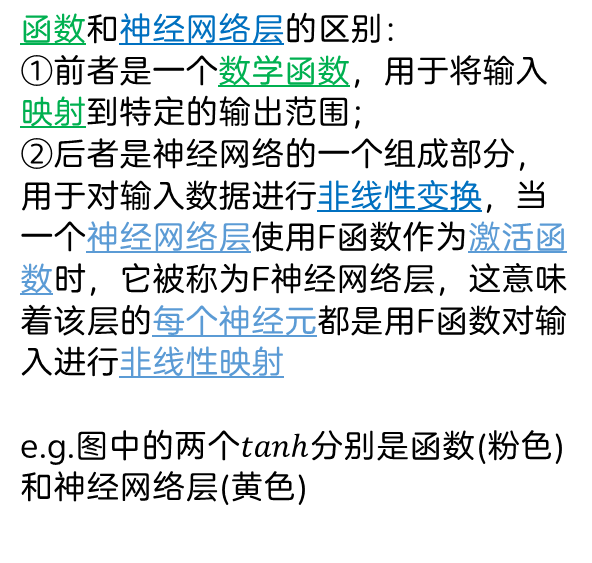 函数和神经网络层的区别：
①前者是一个数学函数，用于将输入
映射到特定的输出范围；
②后者是神经网络的一个组成部分，
用于对输入数据进行非线性变换，当
一个神经网络层使用F函数作为激活函
数时，它被称为F神经网络层，这意味
着该层的每个神经元都是用F函数对输
入进行非线性映射
e.g.图中的两个tanh分别是函数(粉色)
和神经网络层(黄色)